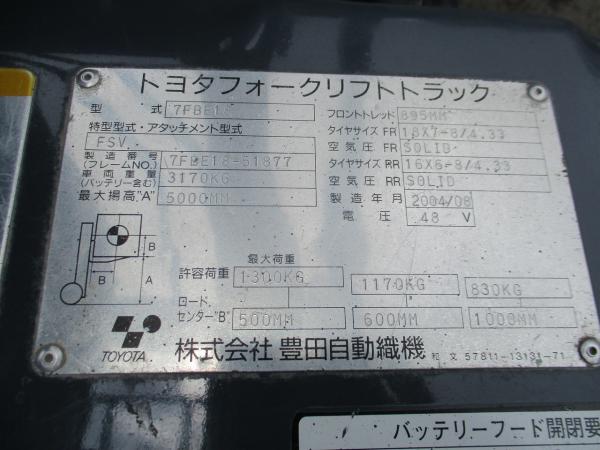 トヨタフォークリフトトラック
型 式 7FBE18
特型型式・アタッチメント型式
FSV
製造番号 (フレームNO.) 7FBE18-51877
車両重量 (バッテリー含む) 3170KG
最大揚高"A" 5000MM
フロントトレッド 895MM
タイヤサイズ FR 18X7-8/4.33
空気圧 FR SOLID
タイヤサイズ RR 16X6-8/4.33
空気圧 RR SOLID
製造年月 2004/08
電圧 48 V
B
B
A
最大荷重
許容荷重 1300KG 1170KG 830KG
ロードセンター"B" 500MM 600MM 1000MM
TOYOTA
株式会社 豊田自動織機
和文 57811-13131-71
バッテリーフード開閉要